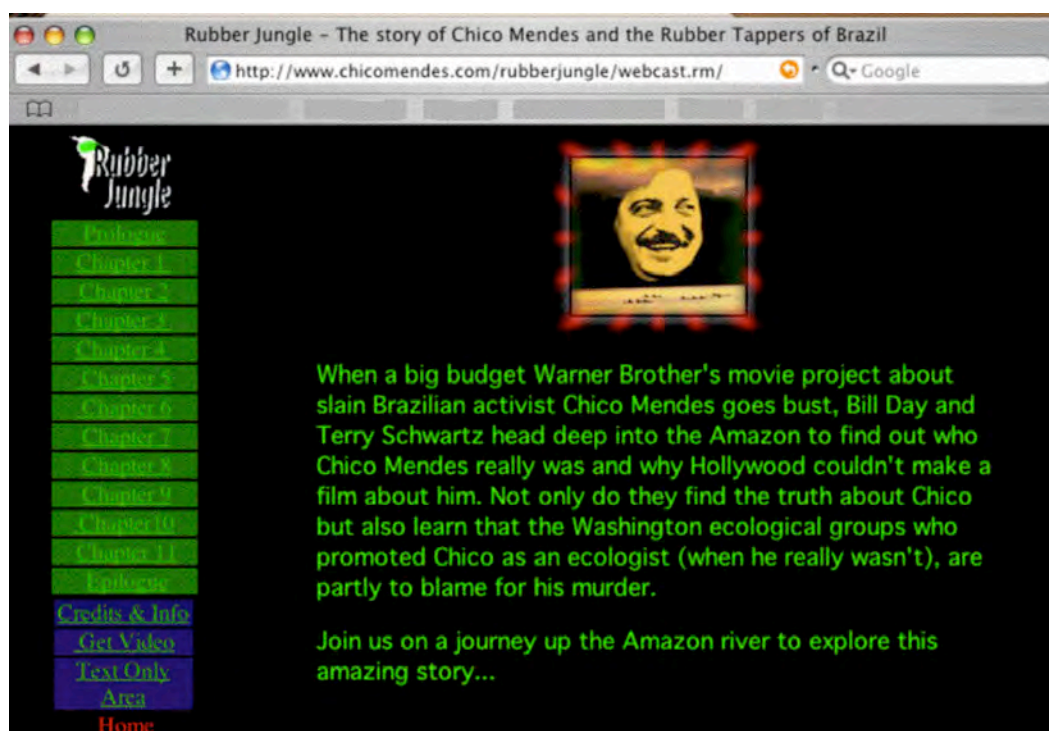 Rubber Jungle – The story of Chico Mendes and the Rubber Tappers of Brazil
http://www.chicomendes.com/rubberjungle/webcast.rm/
Google
Rubber
Jungle
Prologue
Chapter 1
Chapter 2
Chapter 3
Chapter 4
Chapter 5
Chapter 6
Chapter 7
Chapter 8
Chapter 9
Chapter10
Chapter 11
Epilogue
Credits & Info
Get Video
Text Only
Area
Home
When a big budget Warner Brother's movie project about
slain Brazilian activist Chico Mendes goes bust, Bill Day and
Terry Schwartz head deep into the Amazon to find out who
Chico Mendes really was and why Hollywood couldn't make a
film about him. Not only do they find the truth about Chico
but also learn that the Washington ecological groups who
promoted Chico as an ecologist (when he really wasn't), are
partly to blame for his murder.
Join us on a journey up the Amazon river to explore this
amazing story...